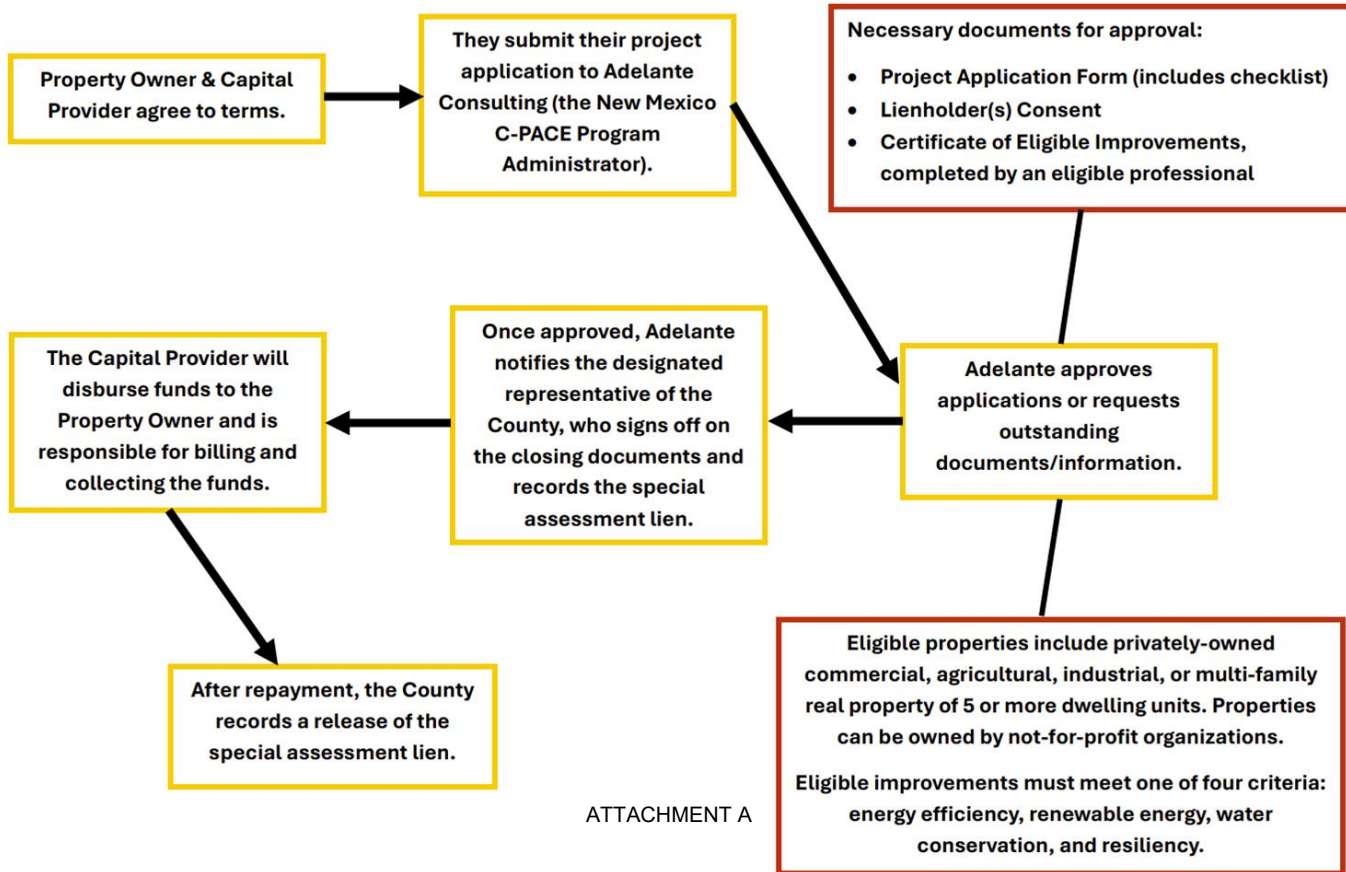 Property Owner & Capital
Provider agree to terms.
They submit their project
application to Adelante
Consulting (the New Mexico
C-PACE Program
Administrator).
Necessary documents for approval:
• Project Application Form (includes checklist)
• Lienholder(s) Consent
• Certificate of Eligible Improvements,
completed by an eligible professional
Adelante approves
applications or requests
outstanding
documents/information.
Eligible properties include privately-owned
commercial, agricultural, industrial, or multi-family
real property of 5 or more dwelling units. Properties
can be owned by not-for-profit organizations.
Eligible improvements must meet one of four criteria:
energy efficiency, renewable energy, water
conservation, and resiliency.
Once approved, Adelante
notifies the designated
representative of the
County, who signs off on
the closing documents and
records the special
assessment lien.
The Capital Provider will
disburse funds to the
Property Owner and is
responsible for billing and
collecting the funds.
After repayment, the County
records a release of the
special assessment lien.
ATTACHMENT A